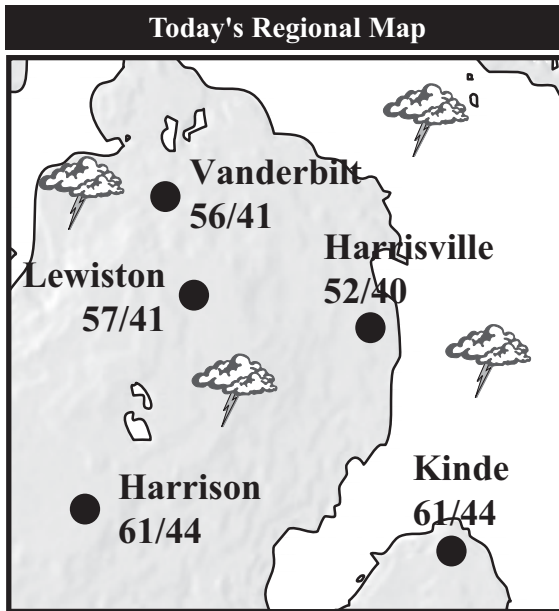 Today's Regional Map
Vanderbilt
56/41
Harrisville
52/40
Lewiston
57/41
Kinde
61/44
Harrison
61/44